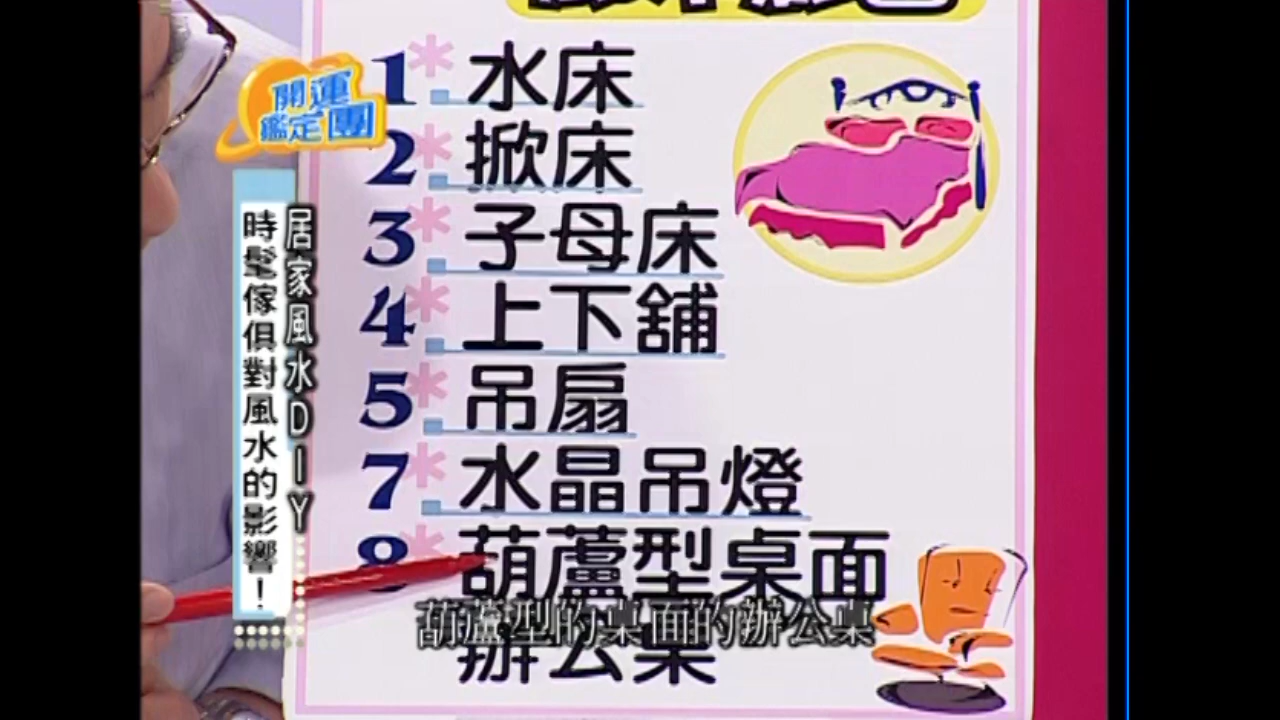 1 水床
2 掀床
3 子母床
4 上下舖
5 吊扇
7 水晶吊燈
8 葫蘆型桌面
辦公桌
開運
鑑定團
居家風水DIY
時髦傢俱對風水的影響！
葫蘆型的桌面的辦公桌